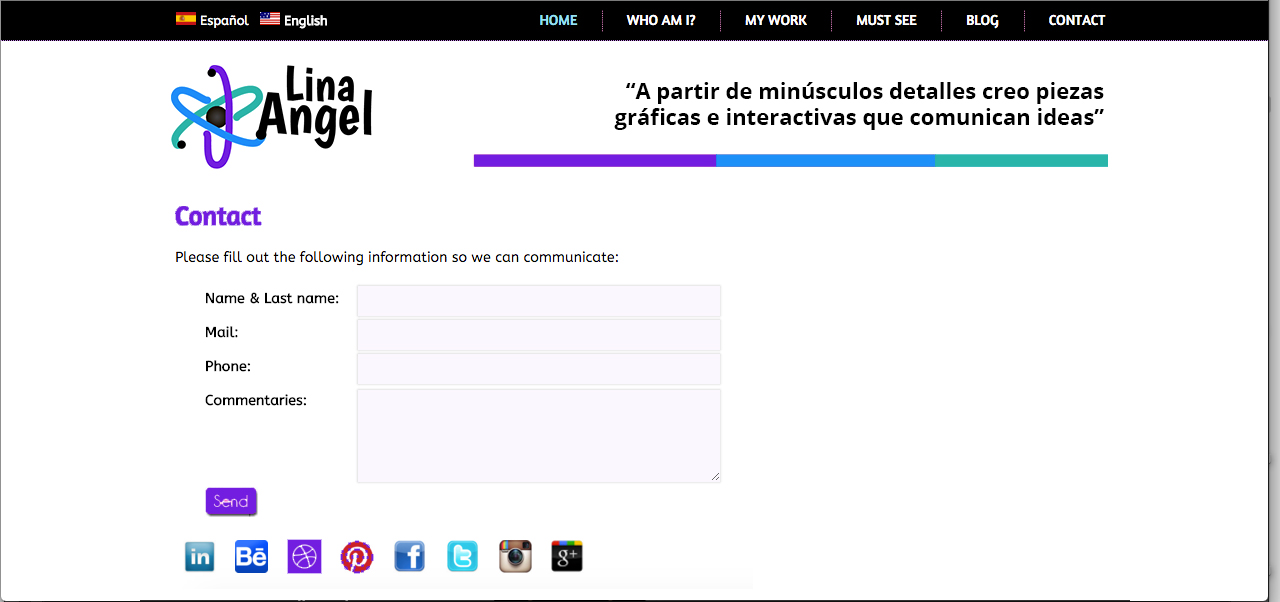 Español English HOME WHO AM I? MY WORK MUST SEE BLOG CONTACT
Lina
Angel
“A partir de minúsculos detalles creo piezas
gráficas e interactivas que comunican ideas”
Contact
Please fill out the following information so we can communicate:
Name & Last name:
Mail:
Phone:
Commentaries:
Send
in Bē f t g+